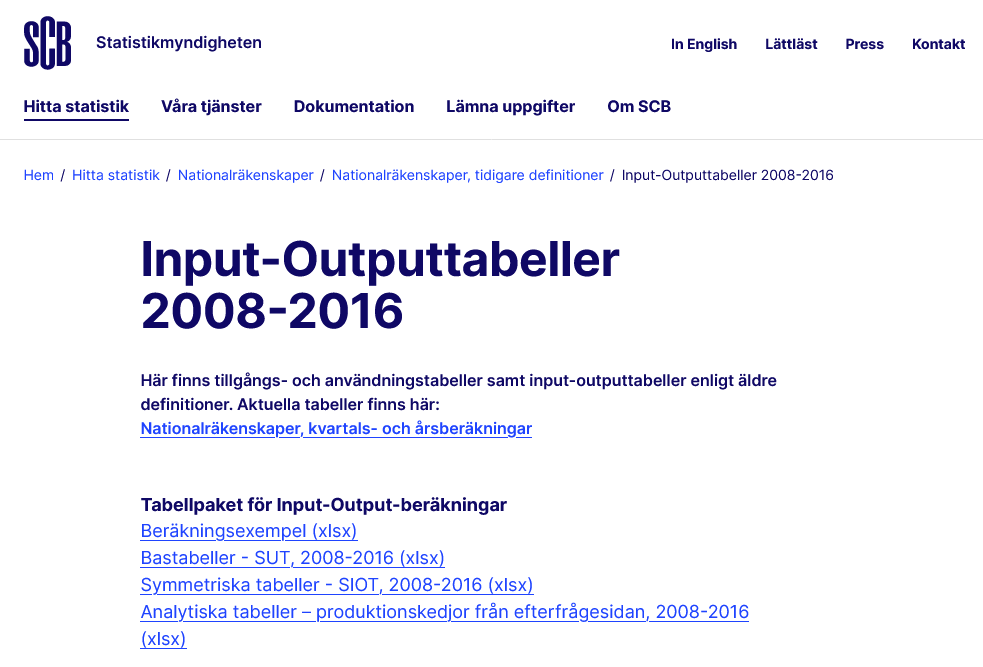 SCB
Statistikmyndigheten
In English
Lättläst
Press
Kontakt
Hitta statistik
Våra tjänster
Dokumentation
Lämna uppgifter
Om SCB
Hem / Hitta statistik / Nationalräkenskaper / Nationalräkenskaper, tidigare definitioner / Input-Outputtabeller 2008-2016
Input-Outputtabeller
2008-2016
Här finns tillgångs- och användningstabeller samt input-outputtabeller enligt äldre
definitioner. Aktuella tabeller finns här:
Nationalräkenskaper, kvartals- och årsberäkningar
Tabellpaket för Input-Output-beräkningar
Beräkningsexempel (xlsx)
Bastabeller - SUT, 2008-2016 (xlsx)
Symmetriska tabeller - SIOT, 2008-2016 (xlsx)
Analytiska tabeller – produktionskedjor från efterfrågesidan, 2008-2016
(xlsx)